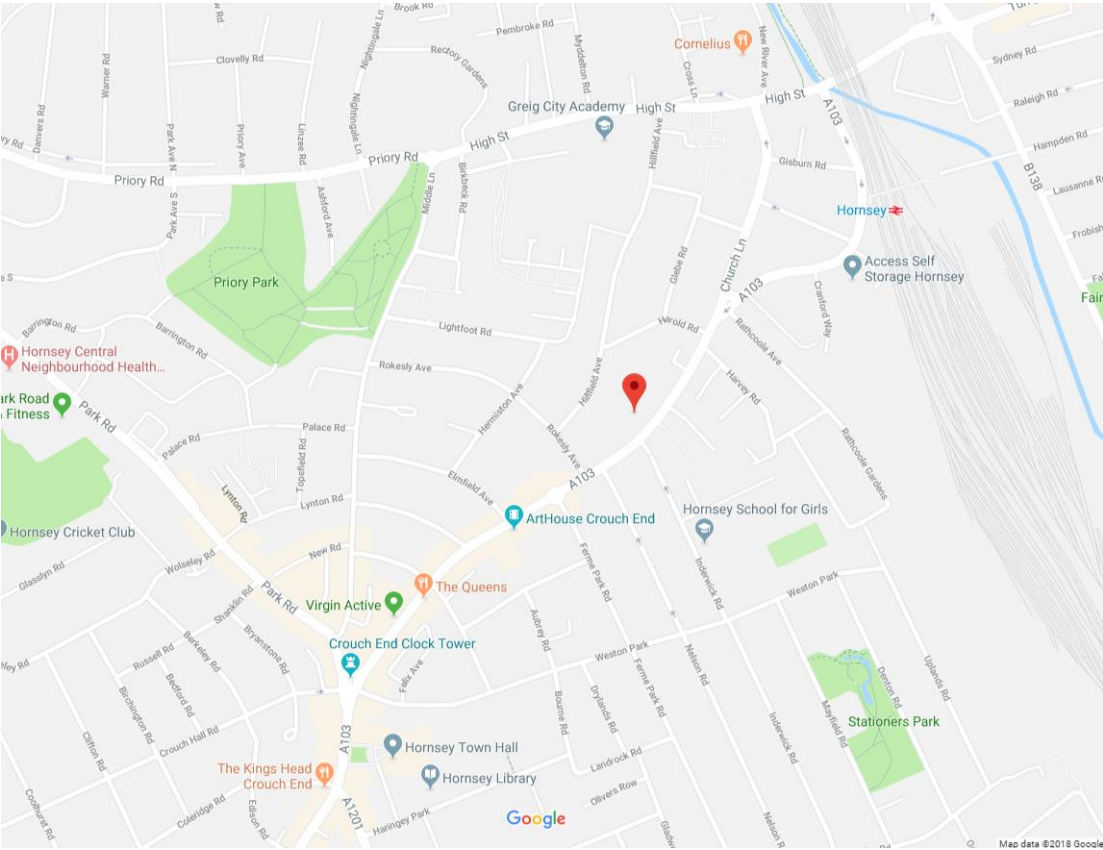 Brook Rd
Pembroke Rd
Cornelius
New River Ave
Turn
Sydney Rd
Clovelly Rd
Nightingale Ln
Rectory Gardens
Myddelton Rd
Cross Ln
Warner Rd
Danvers Rd
Park Ave N
Priory Ave
Linzee Rd
Nightingale Ln
Greig City Academy
High St
High St
A103
Raleigh Rd
High St
Hampden Rd
Priory Rd
Priory Rd
Middle Ln
Birkbeck Rd
Hillfield Ave
Gisburn Rd
B138
Lausanne Rd
Park Ave S
Ashford Ave
Hornsey
Frobish
Priory Park
Glebe Rd
Church Ln
A103
Access Self
Storage Hornsey
Cranford Way
Fair
Barrington Rd
Barrington Rd
Lightfoot Rd
Harold Rd
Rathcoole Ave
Hornsey Central
Neighbourhood Health...
Rokesly Ave
Hermiston Ave
Hillfield Ave
Harvey Rd
ark Road
Fitness
Park Rd
Palace Rd
Palace Rd
Topsfield Rd
Rokesly Ave
Rathcoole Gardens
Elmfield Ave
A103
Lynton Rd
Lynton Rd
ArtHouse Crouch End
Hornsey School for Girls
Hornsey Cricket Club
Wolseley Rd
New Rd
Ferme Park Rd
Inderwick Rd
Glasslyn Rd
Shanklin Rd
Park Rd
The Queens
Weston Park
Virgin Active
Aubrey Rd
Crouch End Clock Tower
Russell Rd
Berkeley Rd
Bryanstone Rd
Weston Park
Nelson Rd
ley Rd
Birchington Rd
Bedford Rd
Felix Ave
Bourne Rd
Drylands Rd
Ferme Park Rd
Denton Rd
Uplands Rd
Mayfield Rd
Stationers Park
Clifton Rd
Crouch Hall Rd
A103
Hornsey Town Hall
Inderwick Rd
Landrock Rd
The Kings Head
Crouch End
Hornsey Library
Coolhurst Rd
Coleridge Rd
Edison Rd
A1201
Haringey Park
Olivers Row
Google
Gladw
Nelson R
Map data ©2018 Google